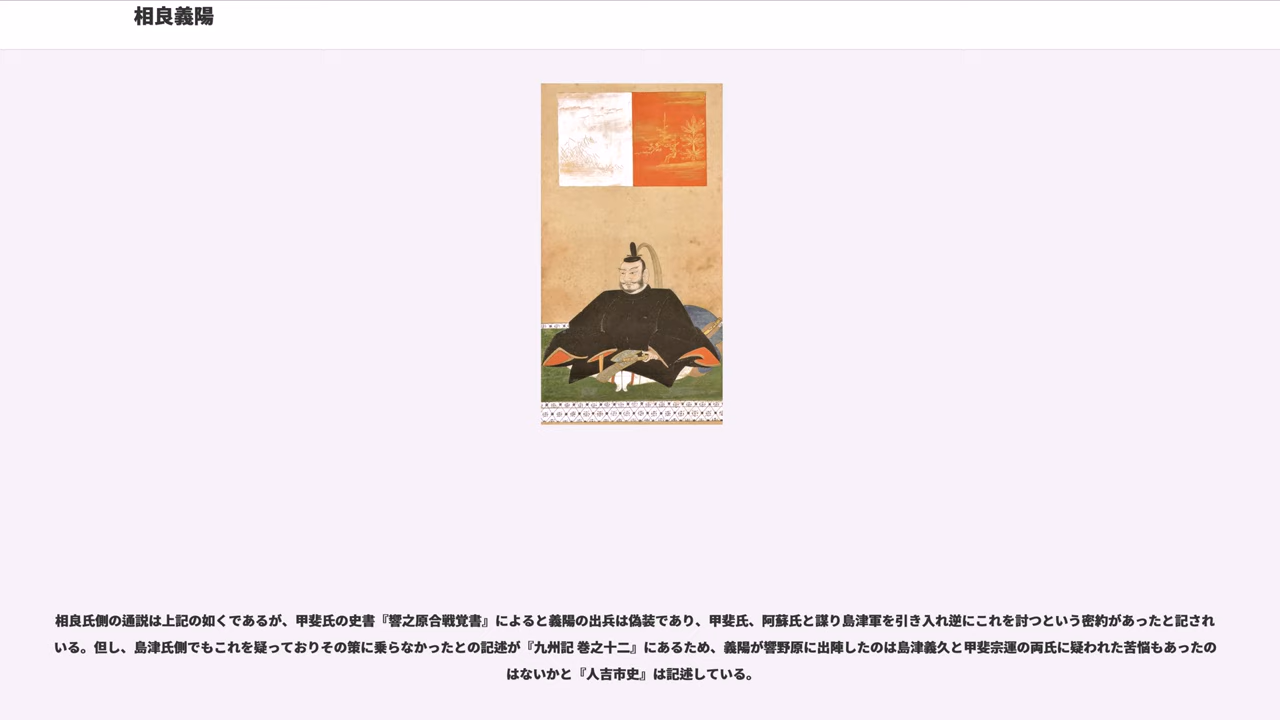 相良義陽
相良氏側の通説は上記の如くであるが、甲斐氏の史書『響之原合戦覚書』によると義陽の出兵は偽装であり、甲斐氏、阿蘇氏と謀り島津軍を引き入れ逆にこれを討つという密約があったと記され
いる。但し、島津氏側でもこれを疑っておりその策に乗らなかったとの記述が『九州記 巻之十二』にあるため、義陽が響野原に出陣したのは島津義久と甲斐宗運の両氏に疑われた苦悩もあったの
はないかと『人吉市史』は記述している。